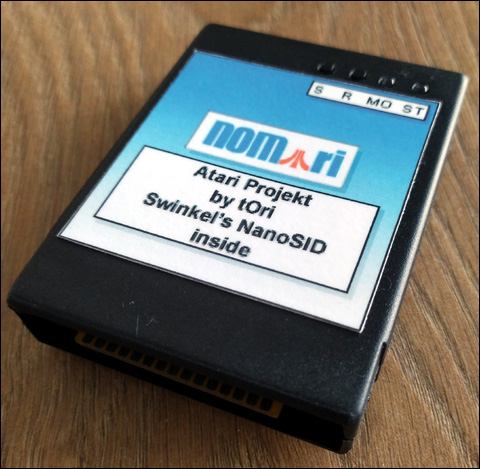 S R MO ST
nomari
Atari Projekt
by tOri
Swinkel's NanoSID
inside